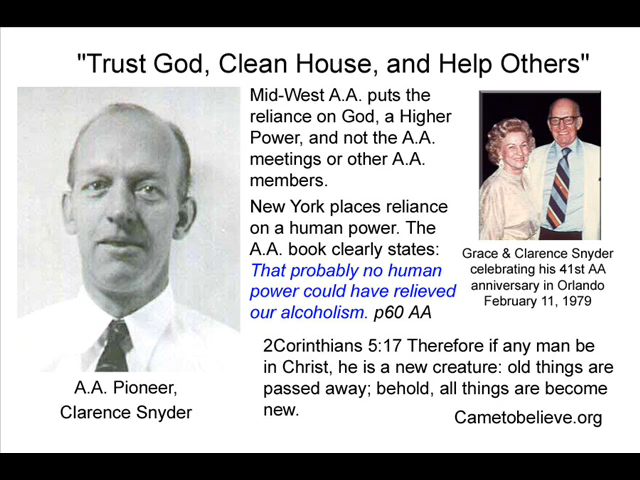 "Trust God, Clean House, and Help Others"
Mid-West A.A. puts the
reliance on God, a Higher
Power, and not the A.A.
meetings or other A.A.
members.
New York places reliance
on a human power. The
A.A. book clearly states:
That probably no human
power could have relieved
our alcoholism. p60 AA
Grace & Clarence Snyder
celebrating his 41st AA
anniversary in Orlando
February 11, 1979
2Corinthians 5:17 Therefore if any man be
in Christ, he is a new creature: old things are
passed away; behold, all things are become
new.
A.A. Pioneer,
Clarence Snyder
Cametobelieve.org